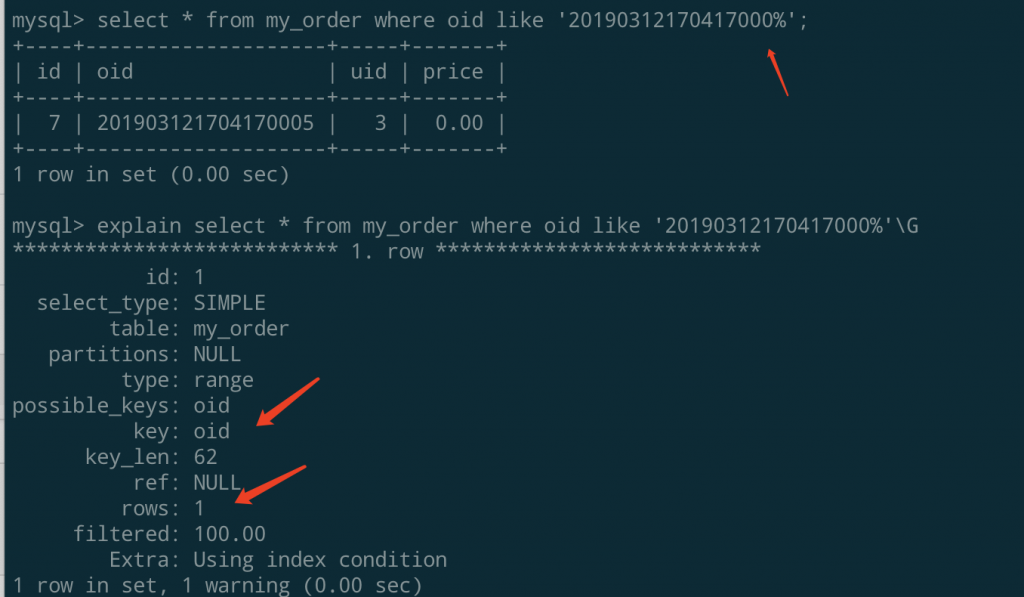 mysql> select * from my_order where oid like '20190312170417000%';
+----+--------------------+-----+-------+
| id | oid                | uid | price |
+----+--------------------+-----+-------+
|  7 | 201903121704170005 |   3 |  0.00 |
+----+--------------------+-----+-------+
1 row in set (0.00 sec)
mysql> explain select * from my_order where oid like '20190312170417000%'\G
*************************** 1. row ***************************
           id: 1
  select_type: SIMPLE
        table: my_order
   partitions: NULL
         type: range
possible_keys: oid
          key: oid
      key_len: 62
          ref: NULL
         rows: 1
     filtered: 100.00
        Extra: Using index condition
1 row in set, 1 warning (0.00 sec)